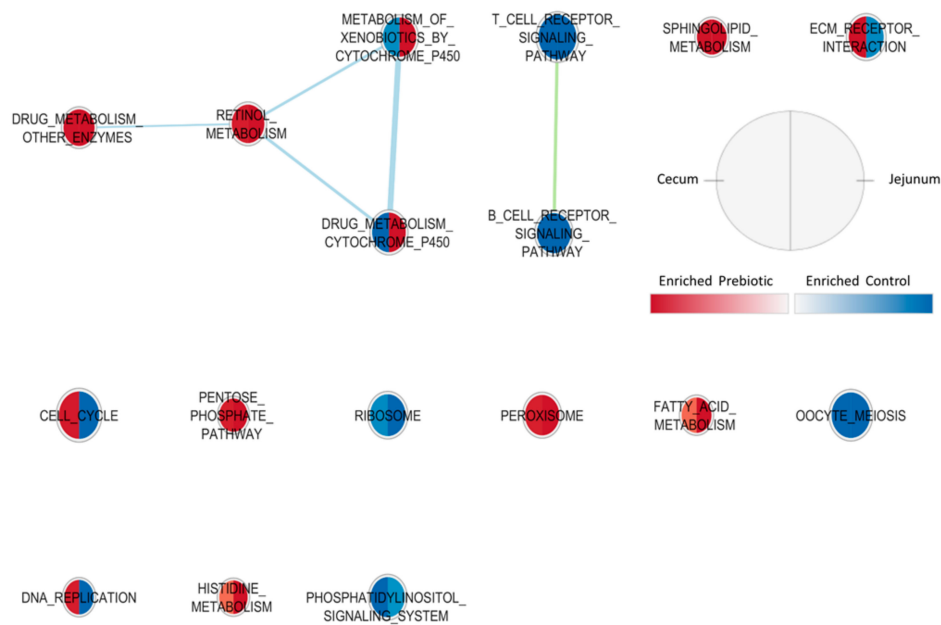 METABOLISM_OF_
XENOBIOTICS_BY_
CYTOCHROME_P450
T_CELL_RECEPTOR_
SIGNALING_
PATHWAY
SPHINGOLIPID_
METABOLISM
ECM_RECEPTOR_
INTERACTION
DRUG_METABOLISM_
OTHER_ENZYMES
RETINOL_
METABOLISM
Cecum
Jejunum
DRUG_METABOLISM_
CYTOCHROME_P450
B_CELL_RECEPTOR_
SIGNALING_
PATHWAY
Enriched Prebiotic
Enriched Control
CELL_CYCLE
PENTOSE_
PHOSPHATE_
PATHWAY
RIBOSOME
PEROXISOME
FATTY_ACID_
METABOLISM
OOCYTE_MEIOSIS
DNA_REPLICATION
HISTIDINE_
METABOLISM
PHOSPHATIDYLINOSITOL_
SIGNALING_SYSTEM